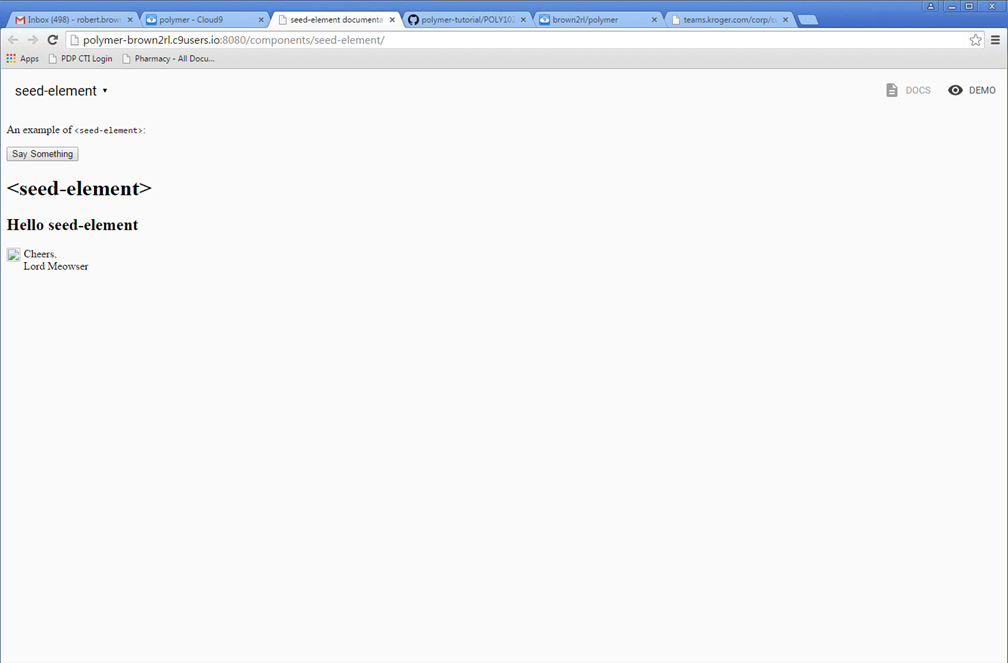 Inbox (498) - robert.brow
polymer - Cloud9
seed-element documenta
polymer-tutorial/POLY102
brown2rl/polymer
teams.kroger.com/corp/c
polymer-brown2rl.c9users.io:8080/components/seed-element/
Apps
PDP CTI Login
Pharmacy - All Docu...
seed-element
DOCS
DEMO
An example of <seed-element>:
Say Something
<seed-element>
Hello seed-element
Cheers,
Lord Meowser